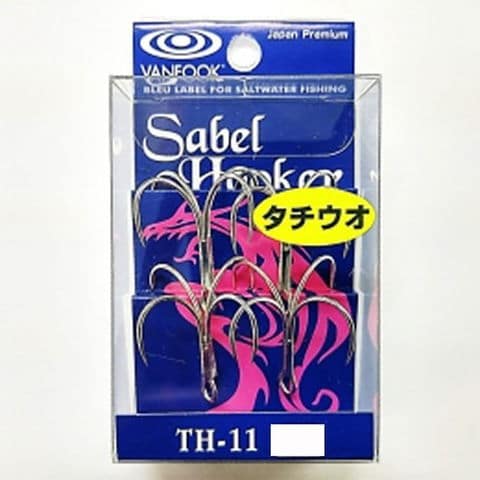 Japan Premium
VANFOOK®
BLEU LABEL FOR SALTWATER FISHING
Sabel
Hooker
タチウオ
TH-11